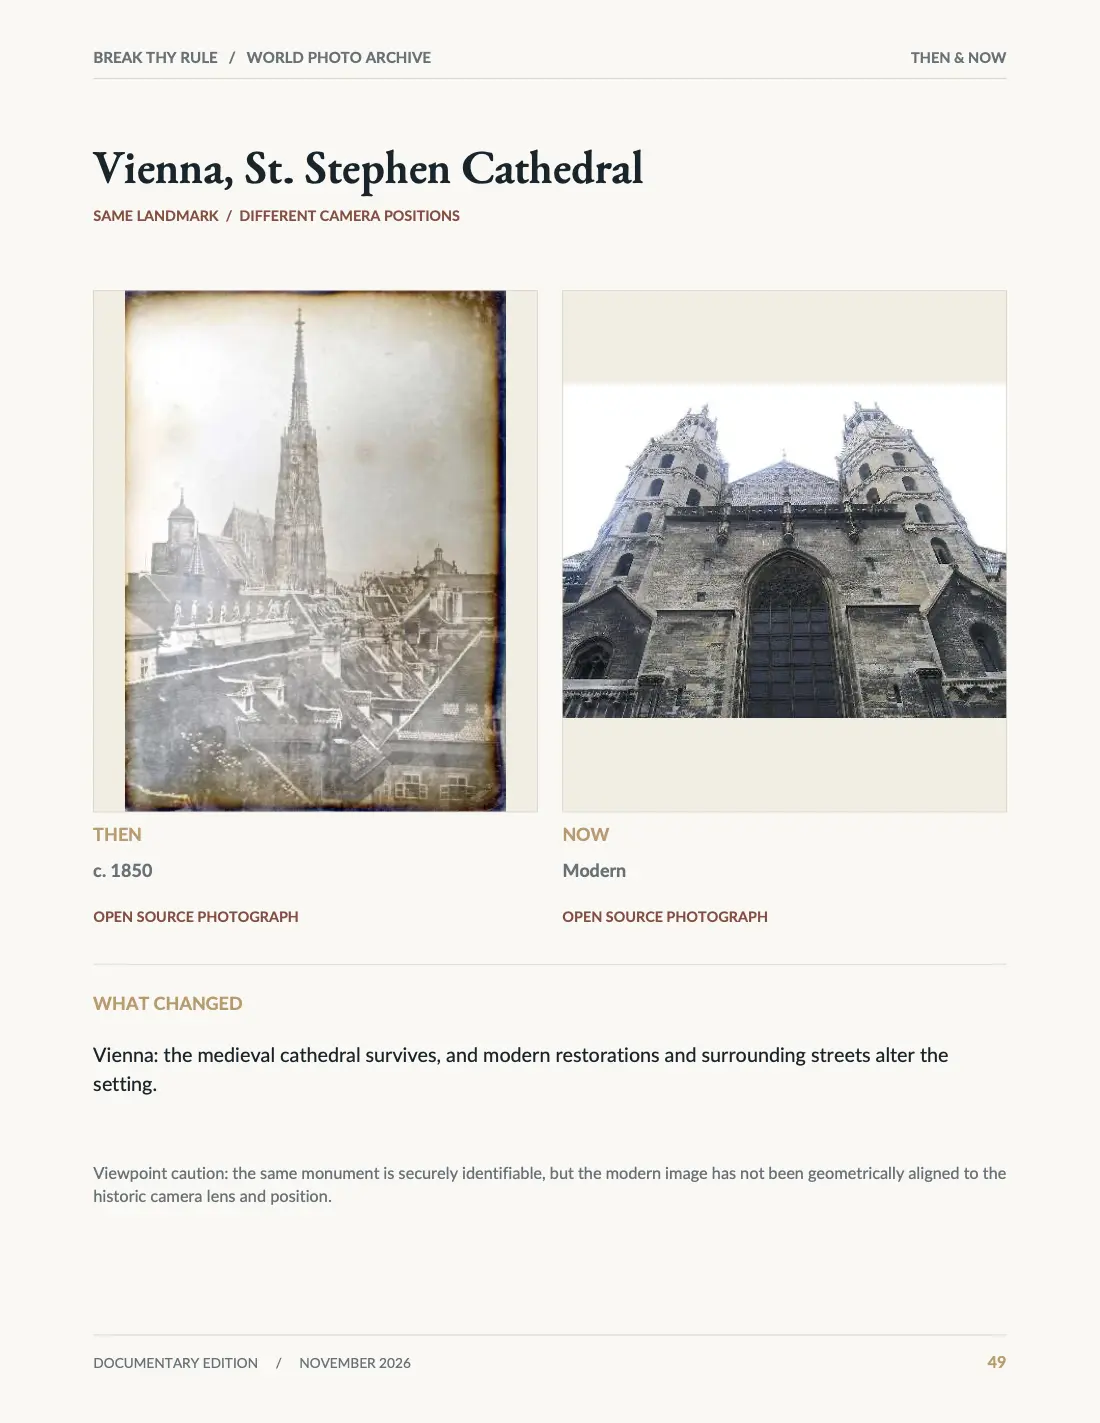 BREAK THY RULE / WORLD PHOTO ARCHIVE
THEN & NOW
Vienna, St. Stephen Cathedral
SAME LANDMARK / DIFFERENT CAMERA POSITIONS
THEN
c. 1850
OPEN SOURCE PHOTOGRAPH
NOW
Modern
OPEN SOURCE PHOTOGRAPH
WHAT CHANGED
Vienna: the medieval cathedral survives, and modern restorations and surrounding streets alter the
setting.
Viewpoint caution: the same monument is securely identifiable, but the modern image has not been geometrically aligned to the
historic camera lens and position.
DOCUMENTARY EDITION / NOVEMBER 2026
49